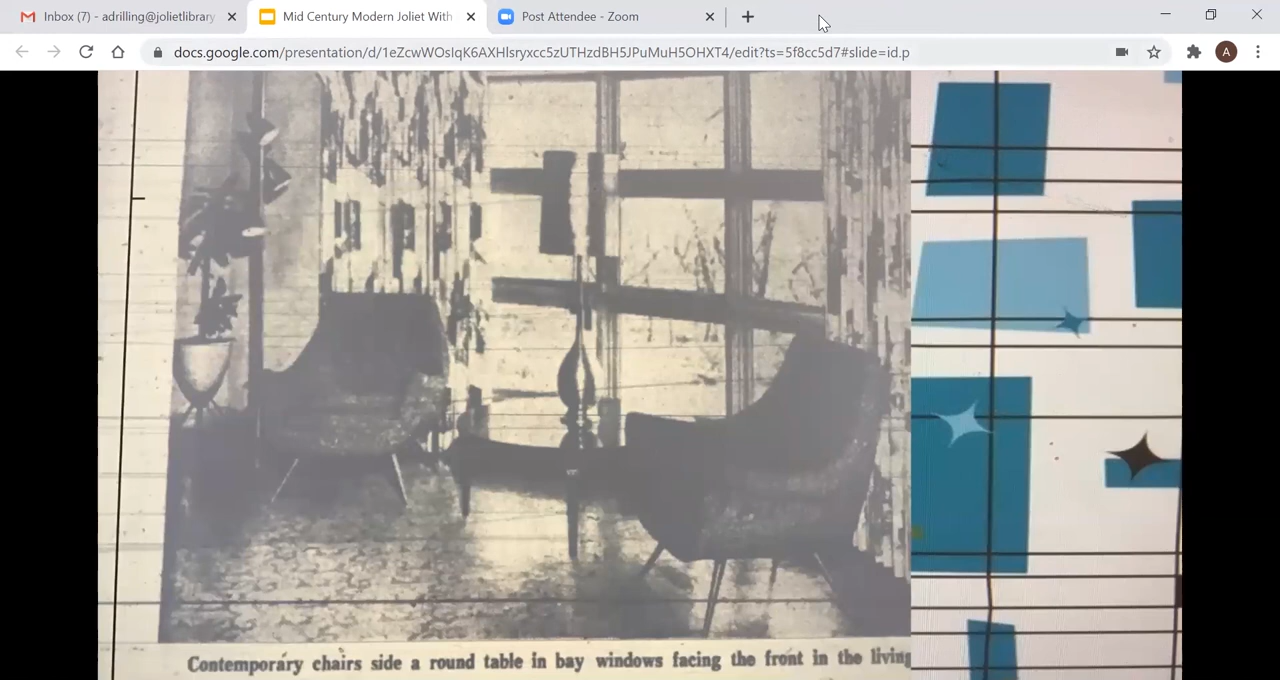 Inbox (7) - adrilling@jolietlibrary
Mid Century Modern Joliet With
Post Attendee - Zoom
docs.google.com/presentation/d/1eZcwWOsIqK6AXHIsryxcc5zUTHzdBH5JPuMuH5OHXT4/edit?ts=5f8cc5d7#slide=id.p
A
Contemporary chairs side a round table in bay windows facing the front in the living